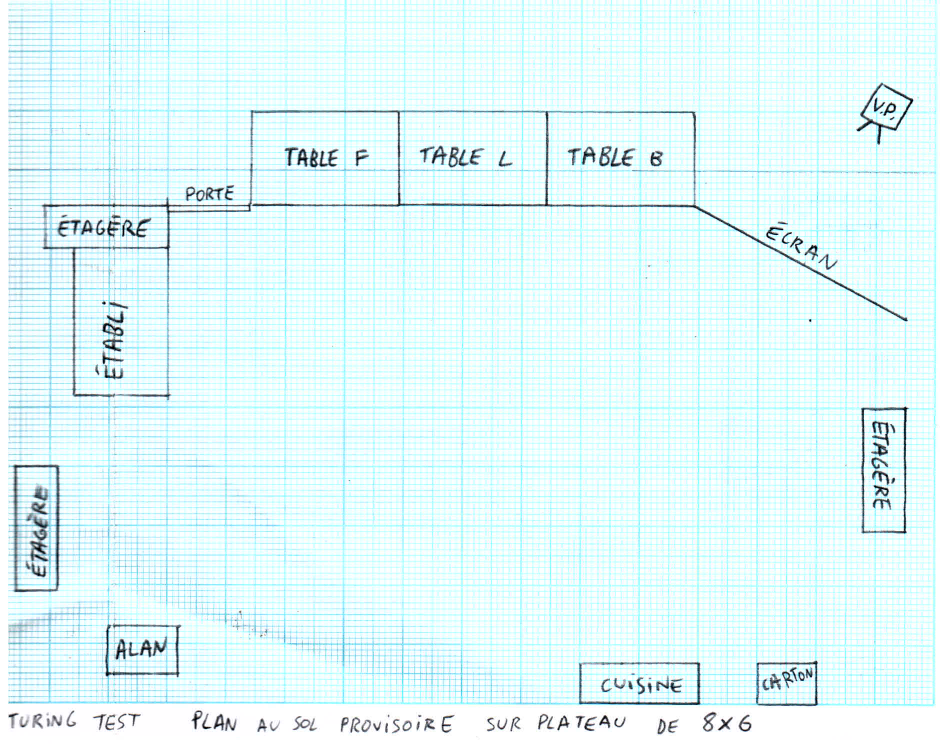 V.P.
TABLE F
TABLE L
TABLE B
PORTE
ÉTAGÈRE
ÉCRAN
ÉTABLI
ÉTAGÈRE
ÉTAGÈRE
ALAN
CUISINE
CARTON
TURING TEST PLAN AU SOL PROVISOIRE SUR PLATEAU DE 8X6